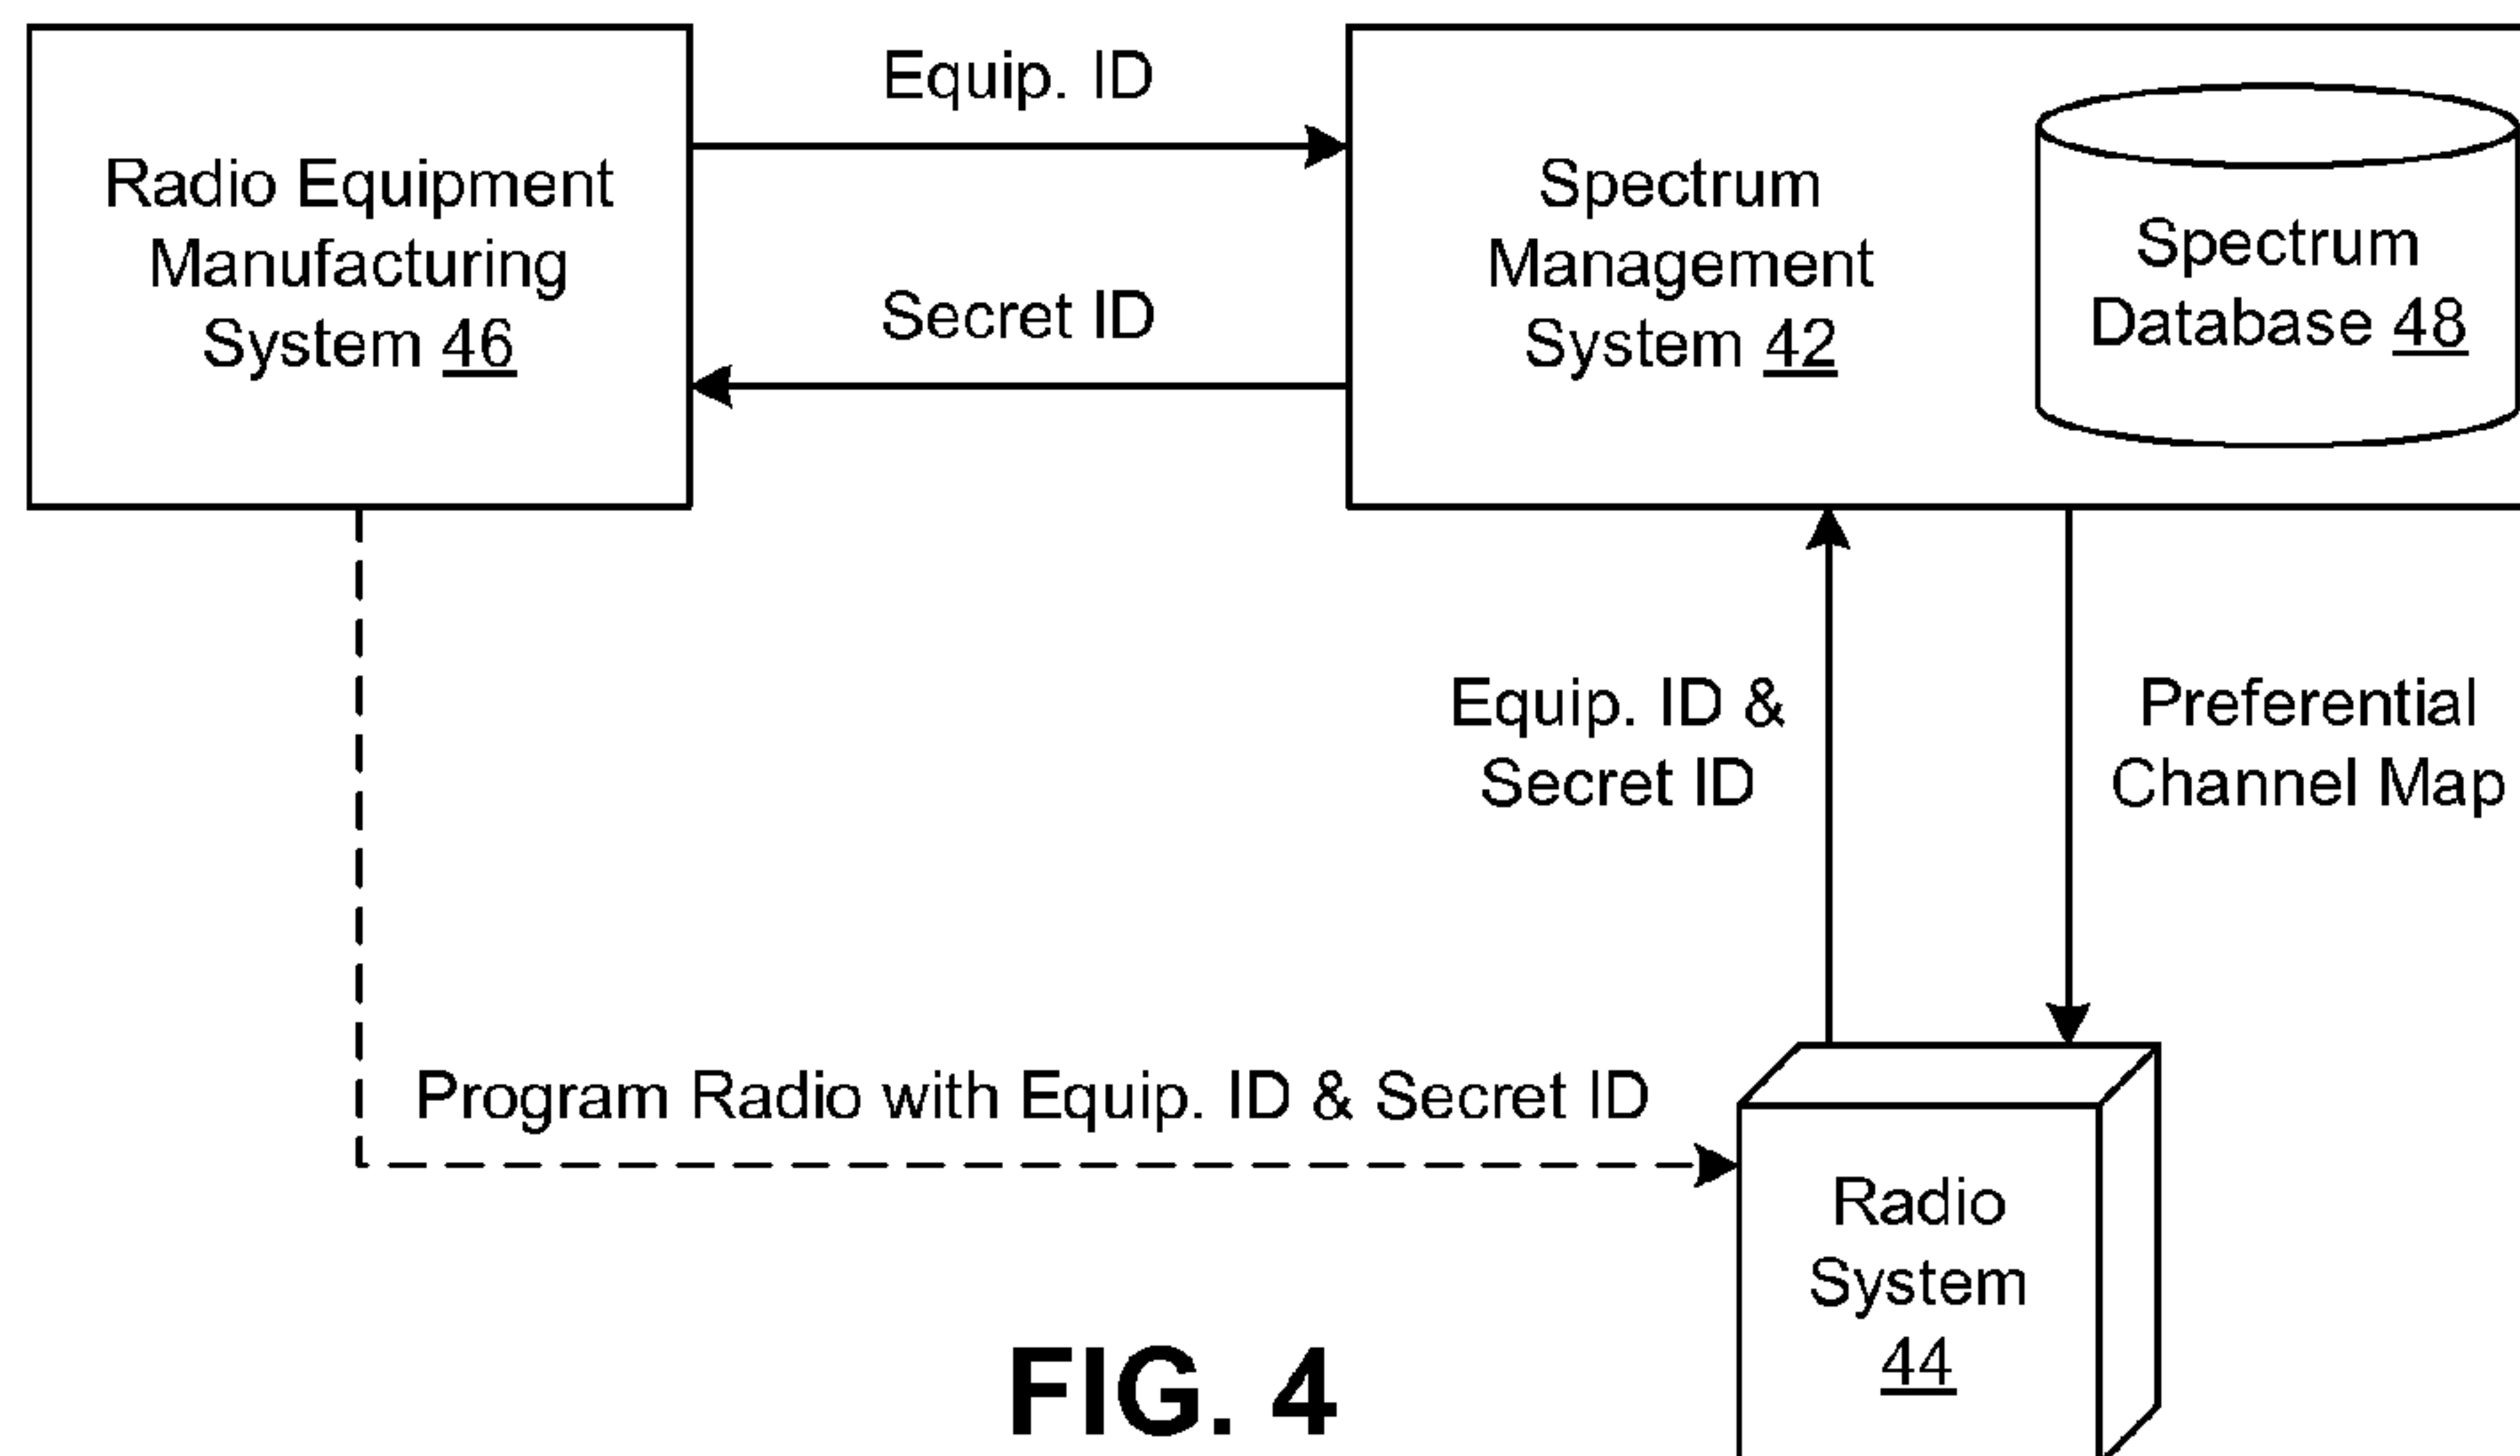 Equip. ID
Radio Equipment
Manufacturing
System 46
Secret ID
Spectrum
Management
System 42
Spectrum
Database 48
Equip. ID &
Secret ID
Preferential
Channel Map
Program Radio with Equip. ID & Secret ID
Radio
System
44
FIG. 4